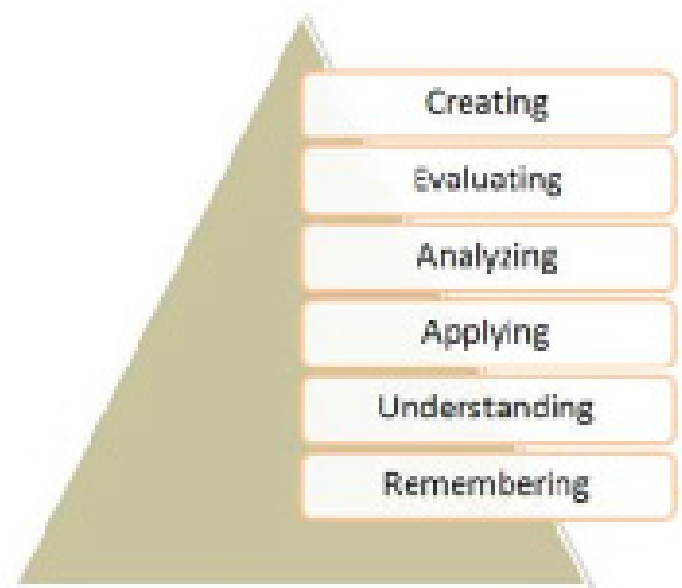 Creating
Evaluating
Analyzing
Applying
Understanding
Remembering